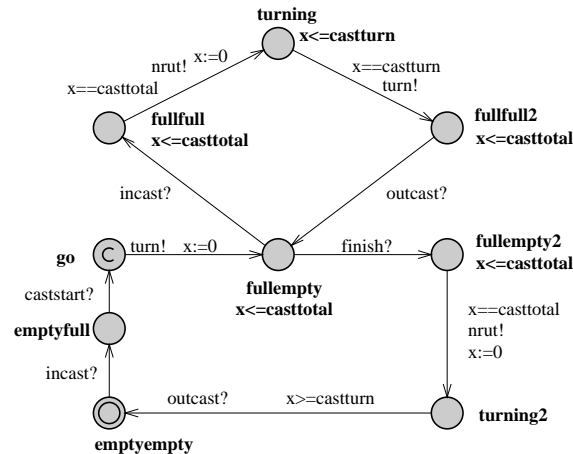 turning
x<=castturn
nrut! x:=0
x==casttotal
x==castturn
turn!
fullfull
x<=casttotal
fullfull2
x<=casttotal
incast?
outcast?
go
C
turn! x:=0
finish?
fullempty2
x<=casttotal
fullempty
x<=casttotal
caststart?
emptyfull
x==casttotal
nrut!
x:=0
incast?
outcast? x>=castturn
turning2
emptyempty